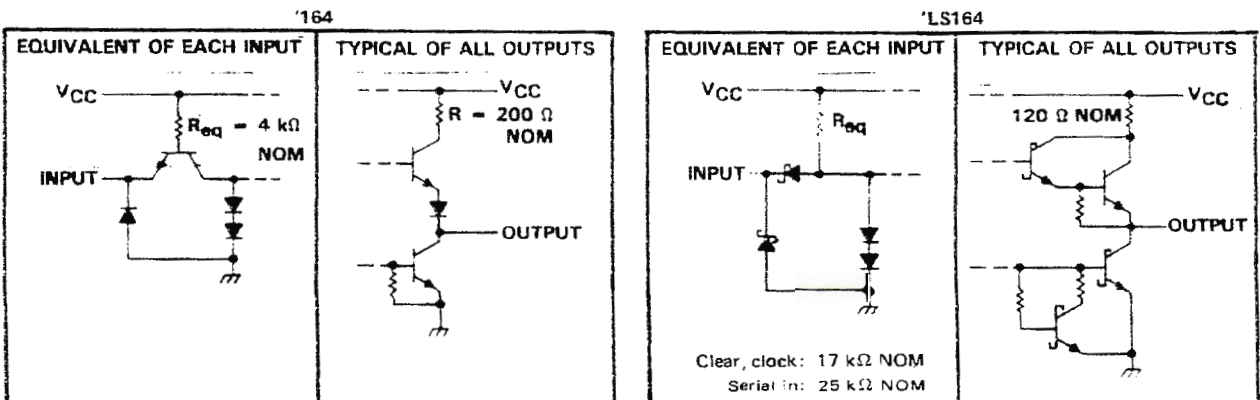 '164
EQUIVALENT OF EACH INPUT
VCC
Req = 4 kΩ
NOM
INPUT
TYPICAL OF ALL OUTPUTS
VCC
R = 200 Ω
NOM
OUTPUT
'LS164
EQUIVALENT OF EACH INPUT
VCC
Req
INPUT
Clear, clock: 17 kΩ NOM
Serial in: 25 kΩ NOM
TYPICAL OF ALL OUTPUTS
VCC
120 Ω NOM
OUTPUT